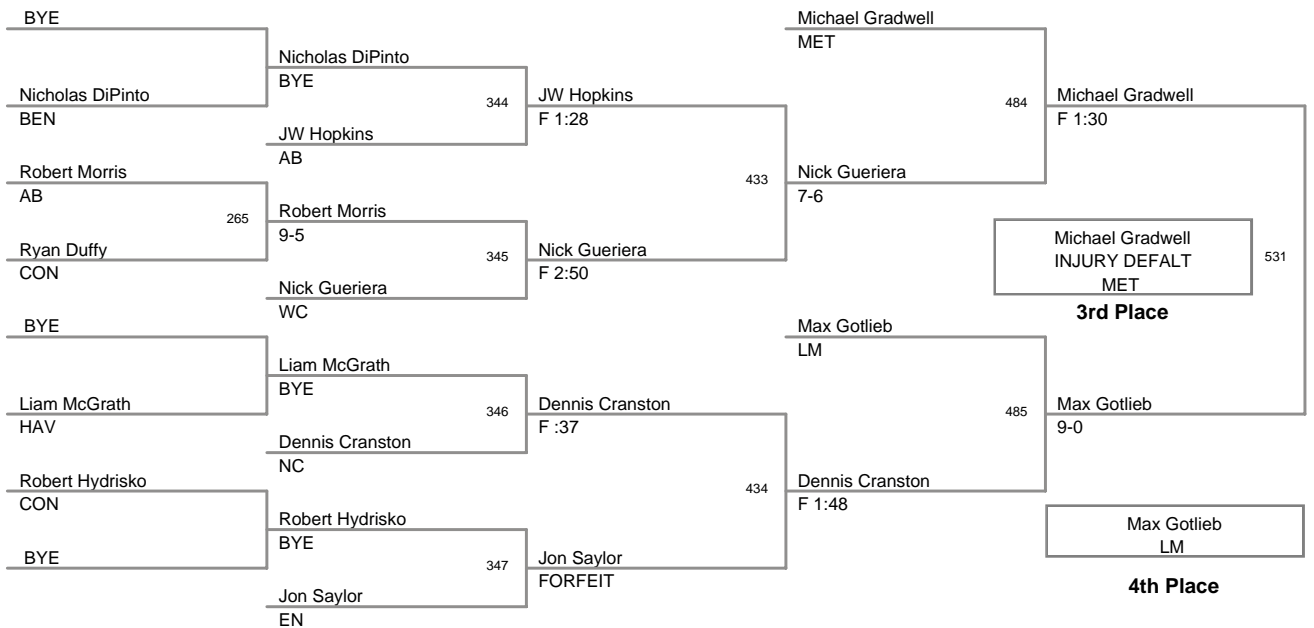 BYE
Nicholas DiPinto
BEN
Robert Morris
AB
265
Ryan Duffy
CON
BYE
Liam McGrath
HAV
Robert Hydrisko
CON
BYE
Nicholas DiPinto
BYE
344
JW Hopkins
AB
Robert Morris
9-5
345
Nick Gueriera
WC
Liam McGrath
BYE
346
Dennis Cranston
NC
Robert Hydrisko
BYE
347
Jon Saylor
EN
JW Hopkins
F 1:28
433
Nick Gueriera
F 2:50
Dennis Cranston
F :37
434
Jon Saylor
FORFEIT
Michael Gradwell
MET
484
Nick Gueriera
7-6
Max Gotlieb
LM
485
Dennis Cranston
F 1:48
Michael Gradwell
F 1:30
Michael Gradwell
INJURY DEFALT
MET
531
3rd Place
Max Gotlieb
9-0
Max Gotlieb
LM
4th Place